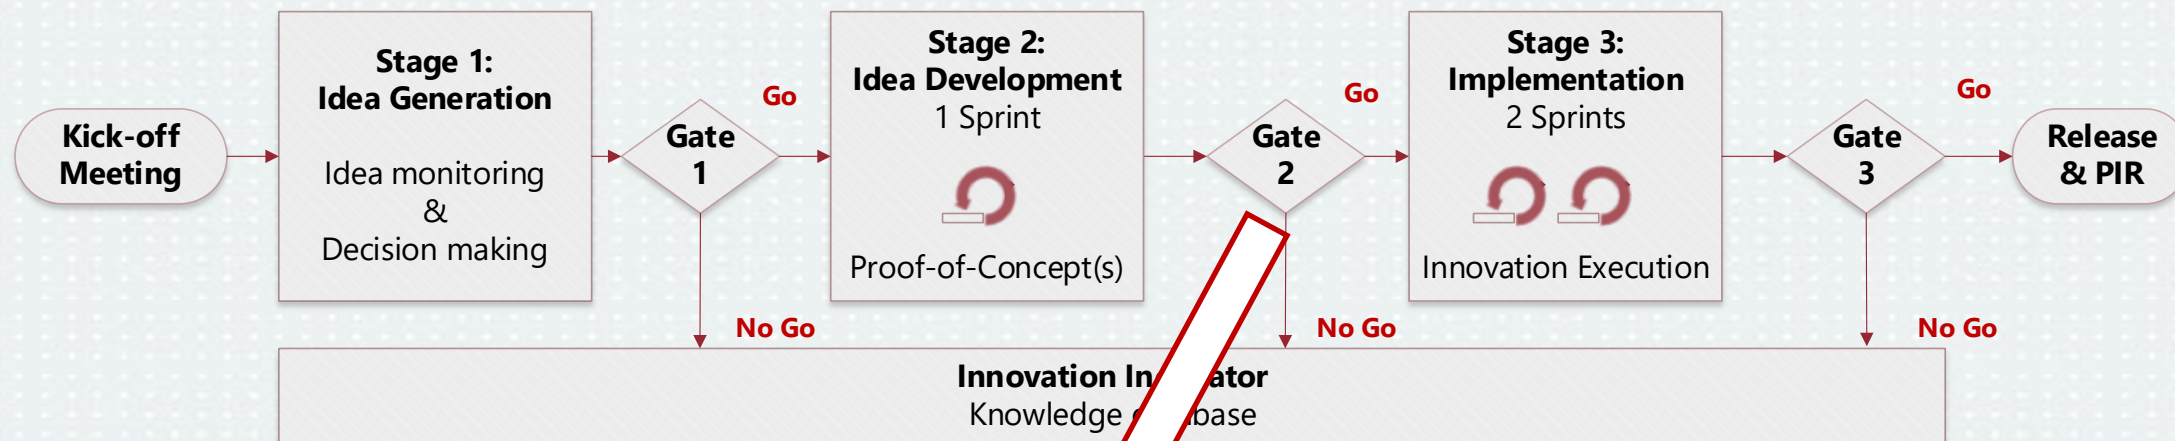 Kick-off
Meeting
Stage 1:
Idea Generation
Idea monitoring
&
Decision making
Gate
1
Go
No Go
Stage 2:
Idea Development
1 Sprint
Proof-of-Concept(s)
Gate
2
Go
No Go
Stage 3:
Implementation
2 Sprints
Innovation Execution
Gate
3
Go
No Go
Release
& PIR
Innovation
Knowledge